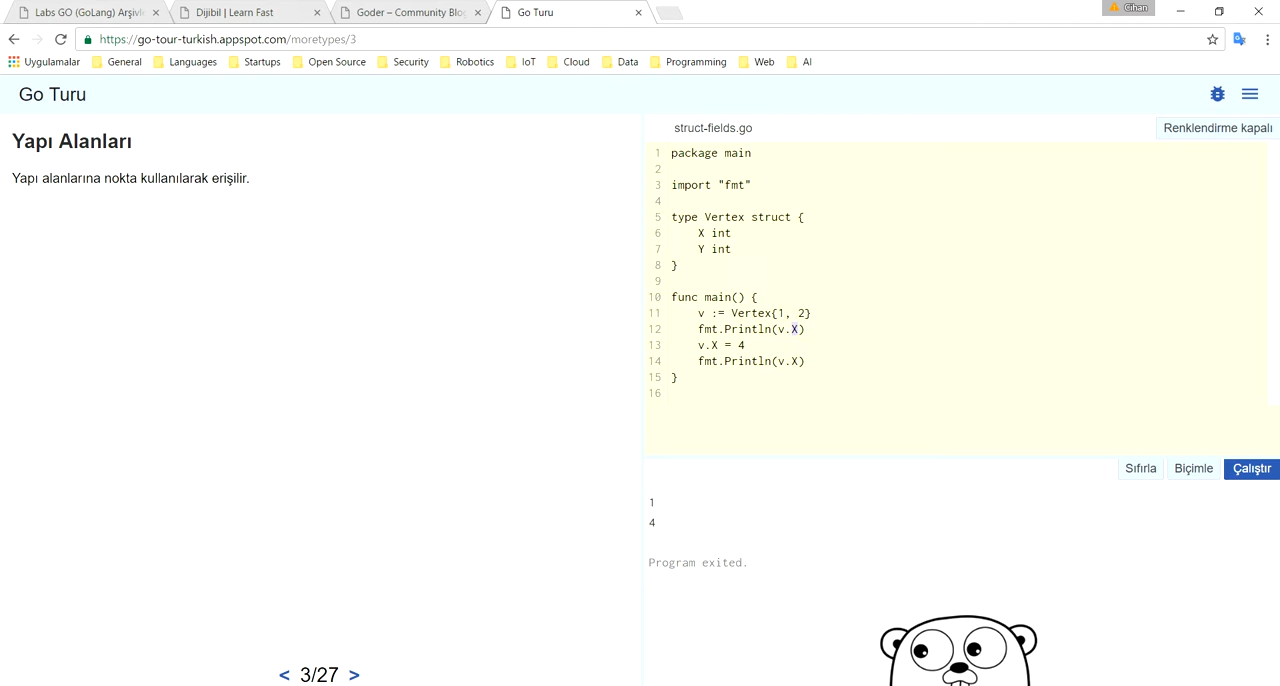 Labs GO (GoLang) Arşivl
Dijibil | Learn Fast
Goder – Community Blog
Go Turu
Cihan
https://go-tour-turkish.appspot.com/moretypes/3
Uygulamalar General Languages Startups Open Source Security Robotics IoT Cloud Data Programming Web AI
Go Turu
Yapı Alanları
Yapı alanlarına nokta kullanılarak erişilir.
< 3/27 >
struct-fields.go
Renklendirme kapalı
1 package main
2
3 import "fmt"
4
5 type Vertex struct {
6 X int
7 Y int
8 }
9
10 func main() {
11 v := Vertex{1, 2}
12 fmt.Println(v.X)
13 v.X = 4
14 fmt.Println(v.X)
15 }
16
Sıfırla Biçimle Çalıştır
1
4
Program exited.